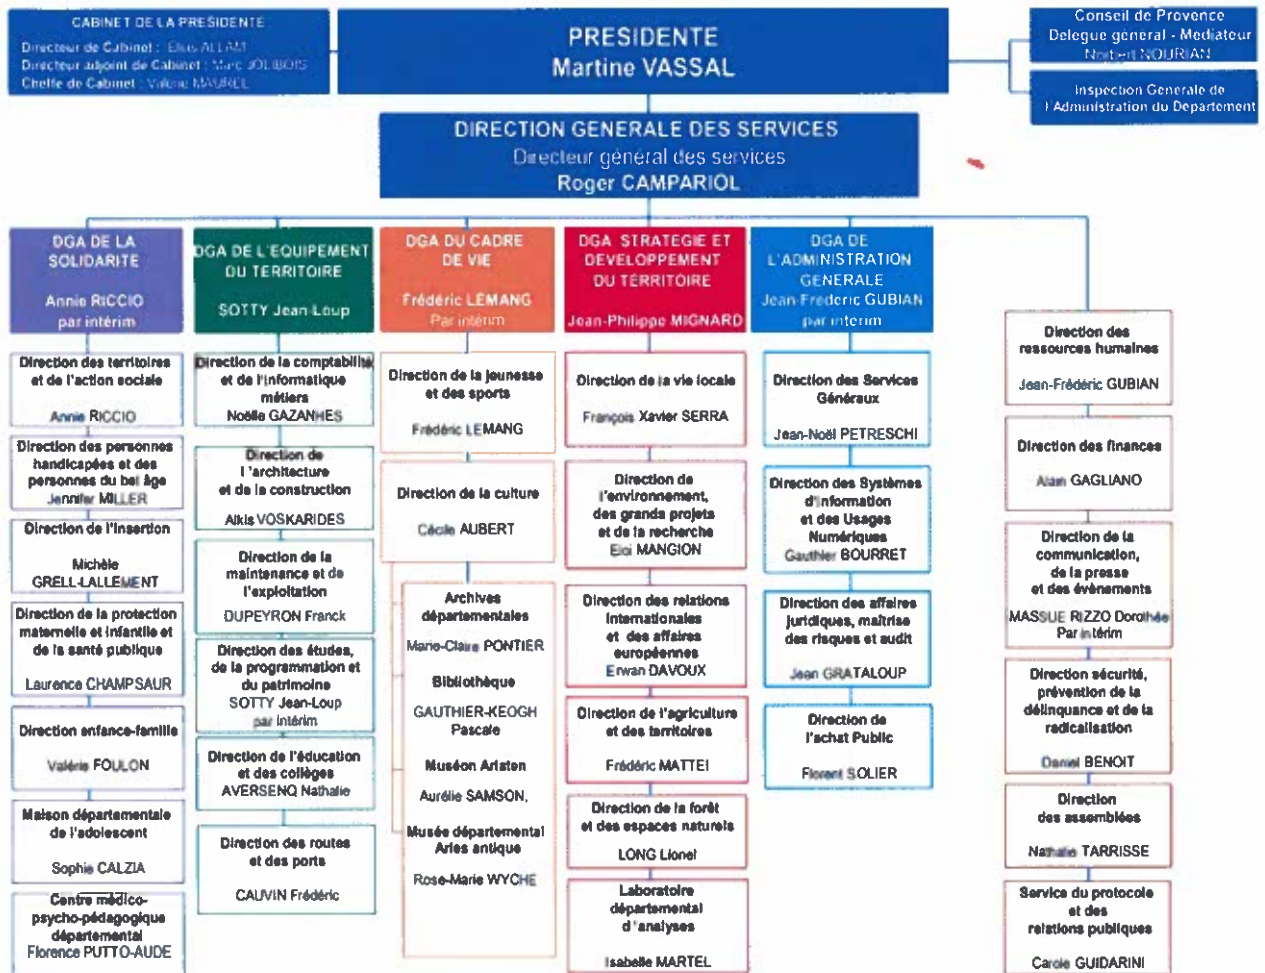 CABINET DE LA PRESIDENTE
Directeur de Cabinet : Elias ALLAM
Directeur adjoint de Cabinet : Marc JOLIBOIS
Cheffe de Cabinet : Valérie MAUREL
PRESIDENTE
Martine VASSAL
Conseil de Provence
Delegue général - Mediateur
Norbert NOURIAN
Inspection Generale de
l Administration du Departement
DIRECTION GENERALE DES SERVICES
Directeur général des services
Roger CAMPARIOL
DGA DE LA
SOLIDARITE
Annie RICCIO
par intérim
Direction des territoires
et de l'action sociale
Annie RICCIO
Direction des personnes
handicapées et des
personnes du bel âge
Jennifer MILLER
Direction de l'insertion
Michèle
GRELL-LALLEMENT
Direction de la protection
maternelle et infantile et
de la santé publique
Laurence CHAMPSAUR
Direction enfance-famille
Valérie FOULON
Maison départementale
de l'adolescent
Sophie CALZIA
Centre médico-
psycho-pédagogique
départemental
Florence PUTTO-AUDE
DGA DE L'EQUIPEMENT
DU TERRITOIRE
SOTTY Jean-Loup
Direction de la comptabilité
et de l'informatique
métiers
Noëlle GAZANHES
Direction de
l 'architecture
et de la construction
Alkis VOSKARIDES
Direction de la
maintenance et de
l'exploitation
DUPEYRON Franck
Direction des études,
de la programmation et
du patrimoine
SOTTY Jean-Loup
par intérim
Direction de l'éducation
et des collèges
AVERSENQ Nathalie
Direction des routes
et des ports
CAUVIN Frédéric
DGA DU CADRE
DE VIE
Frédéric LEMANG
Par intérim
Direction de la jeunesse
et des sports
Frédéric LEMANG
Direction de la culture
Cécile AUBERT
Archives
départementales
Marie-Claire PONTIER
Bibliothèque
GAUTHIER-KEOGH
Pascale
Muséon Arlaten
Aurélie SAMSON,
Musée départemental
Arles antique
Rose-Marie WYCHE
DGA STRATEGIE ET
DEVELOPPEMENT
DU TERRITOIRE
Jean-Philippe MIGNARD
Direction de la vie locale
François Xavier SERRA
Direction de
l'environnement,
des grands projets
et de la recherche
Eloi MANGION
Direction des relations
internationales
et des affaires
européennes
Erwan DAVOUX
Direction de l'agriculture
et des territoires
Frédéric MATTEI
Direction de la forêt
et des espaces naturels
LONG Lionel
Laboratoire
départemental
d'analyses
Isabelle MARTEL
DGA DE
L'ADMINISTRATION
GENERALE
Jean-Frederic GUBIAN
par interim
Direction des Services
Généraux
Jean-Noël PETRESCHI
Direction des Systèmes
d'Information
et des Usages
Numériques
Gauthier BOURRET
Direction des affaires
juridiques, maîtrise
des risques et audit
Jean GRATALOUP
Direction de
l'achat Public
Florent SOLIER
Direction des
ressources humaines
Jean-Frédéric GUBIAN
Direction des finances
Alain GAGLIANO
Direction de la
communication,
de la presse
et des évènements
MASSUE RIZZO Dorothée
Par intérim
Direction sécurité,
prévention de la
délinquance et de la
radicalisation
Daniel BENOIT
Direction
des assemblées
Nathalie TARRISSE
Service du protocole
et des
relations publiques
Carole GUIDARINI